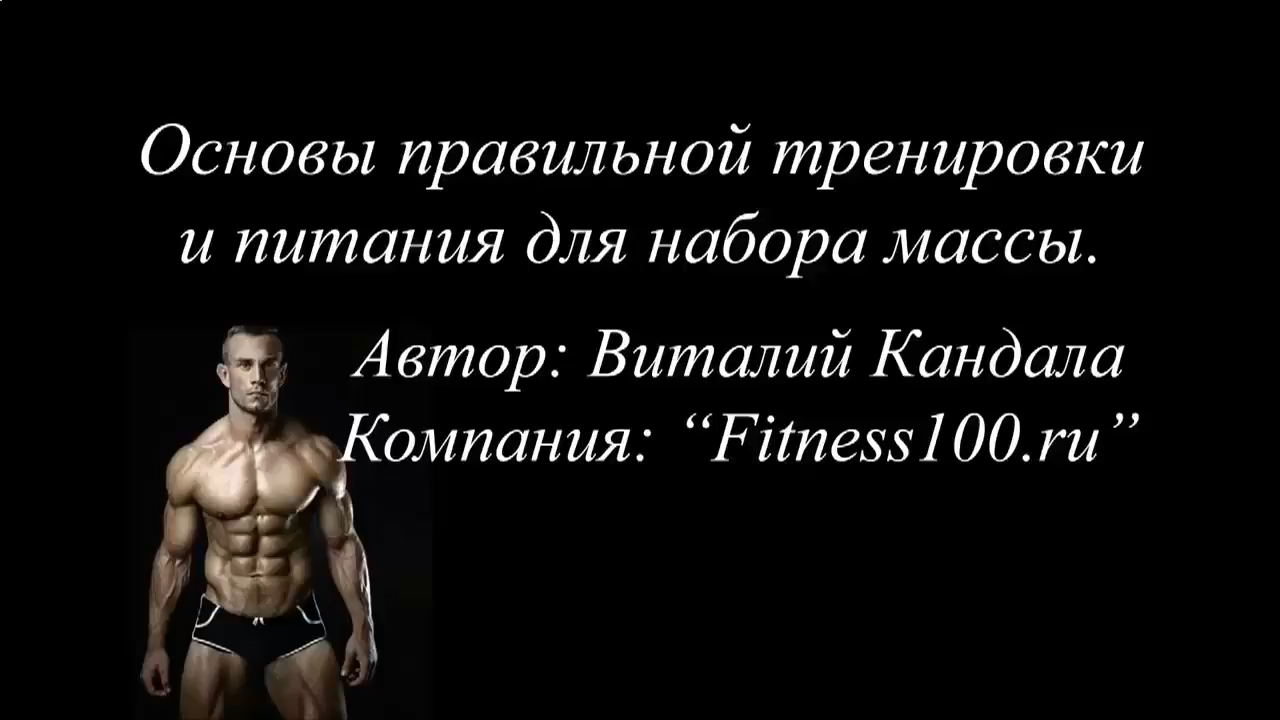 Основы правильной тренировки
и питания для набора массы.
Автор: Виталий Кандала
Компания: “Fitness100.ru”